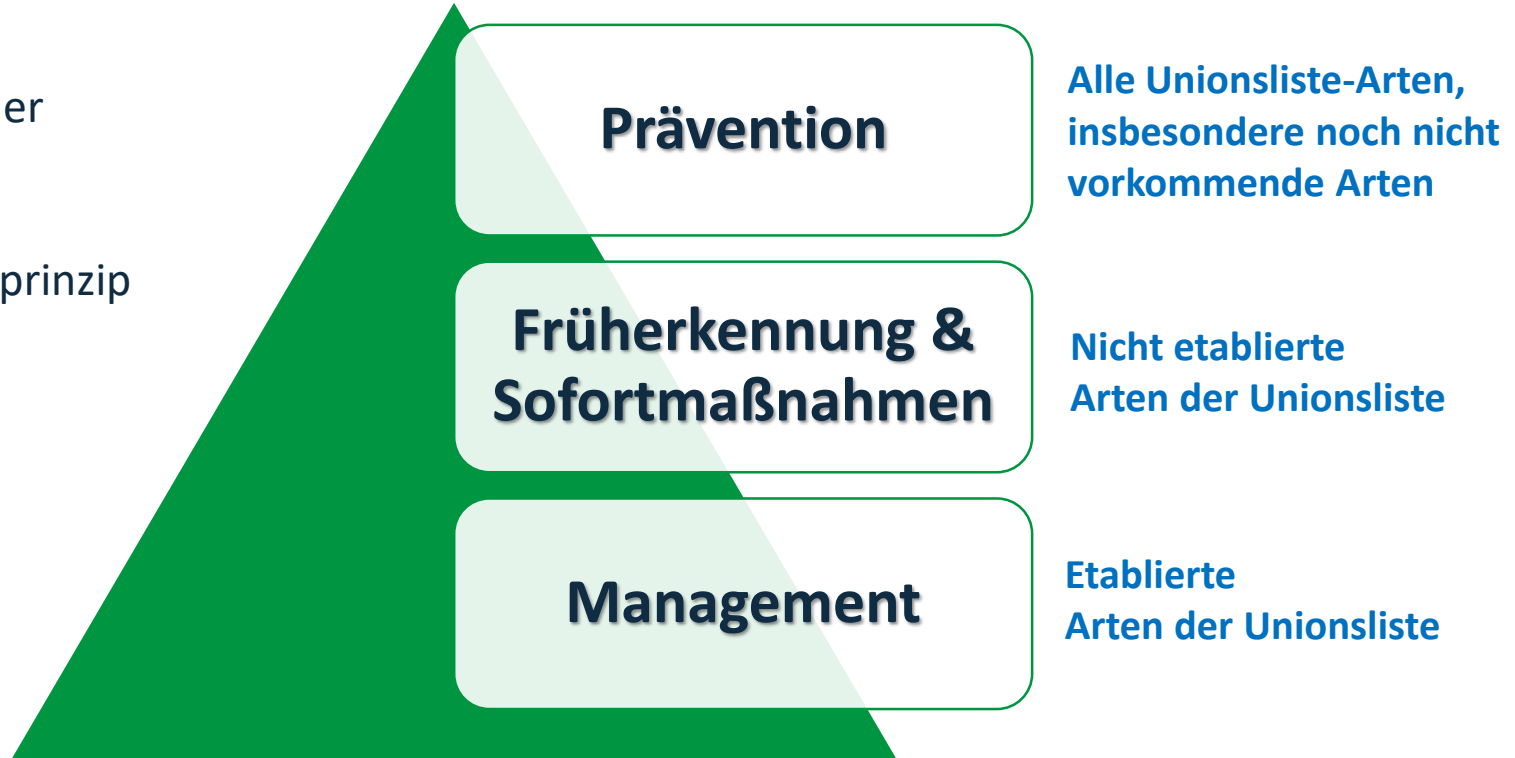 er
prinzip
Prävention
Alle Unionsliste-Arten,
insbesondere noch nicht
vorkommende Arten
Früherkennung &
Sofortmaßnahmen
Nicht etablierte
Arten der Unionsliste
Management
Etablierte
Arten der Unionsliste